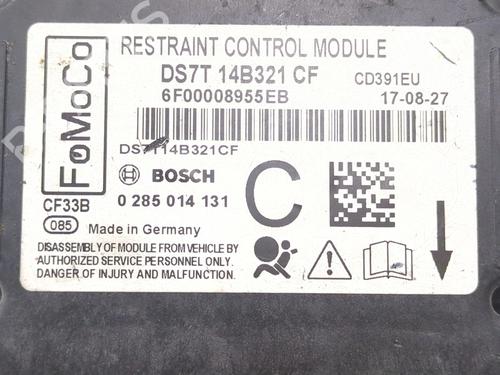 FoMoCo
RESTRAINT CONTROL MODULE
DS7T 14B321 CF CD391EU
6F00008955EB 17-08-27
DS7T14B321CF
BOSCH
0 285 014 131
C
CF33B
085 Made in Germany
DISASSEMBLY OF MODULE FROM VEHICLE BY
AUTHORIZED SERVICE PERSONNEL ONLY.
DANGER OF INJURY AND MALFUNCTION.